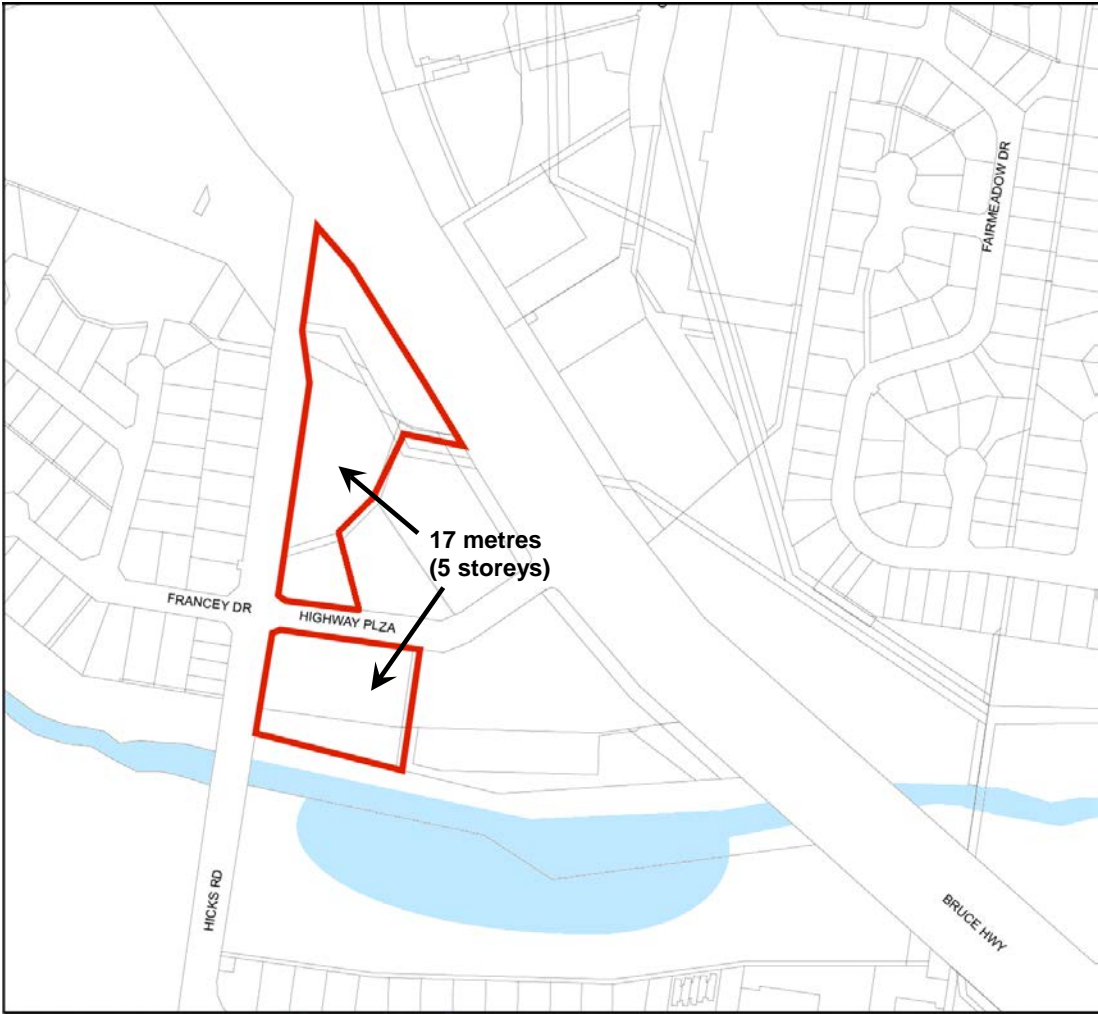 FAIRMEADOW DR
17 metres
(5 storeys)
FRANCEY DR
HIGHWAY PLZA
HICKS RD
BRUCE HWY